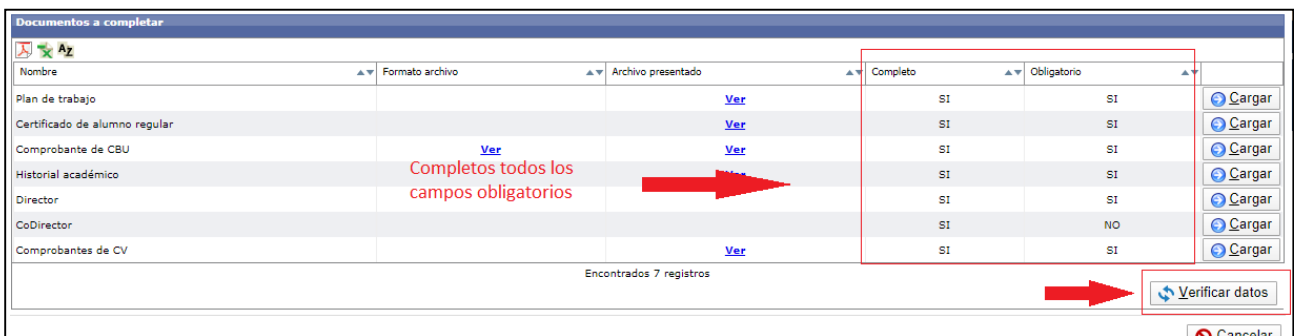 Documentos a completar
AZ
Nombre Formato archivo Archivo presentado Completo Obligatorio
Plan de trabajo Ver SI SI Cargar
Certificado de alumno regular Ver SI SI Cargar
Comprobante de CBU Ver Ver SI SI Cargar
Completos todos los
campos obligatorios
Historial académico Ver SI SI Cargar
Director SI SI Cargar
CoDirector SI NO Cargar
Comprobantes de CV Ver SI SI Cargar
Encontrados 7 registros
Verificar datos
Cancelar